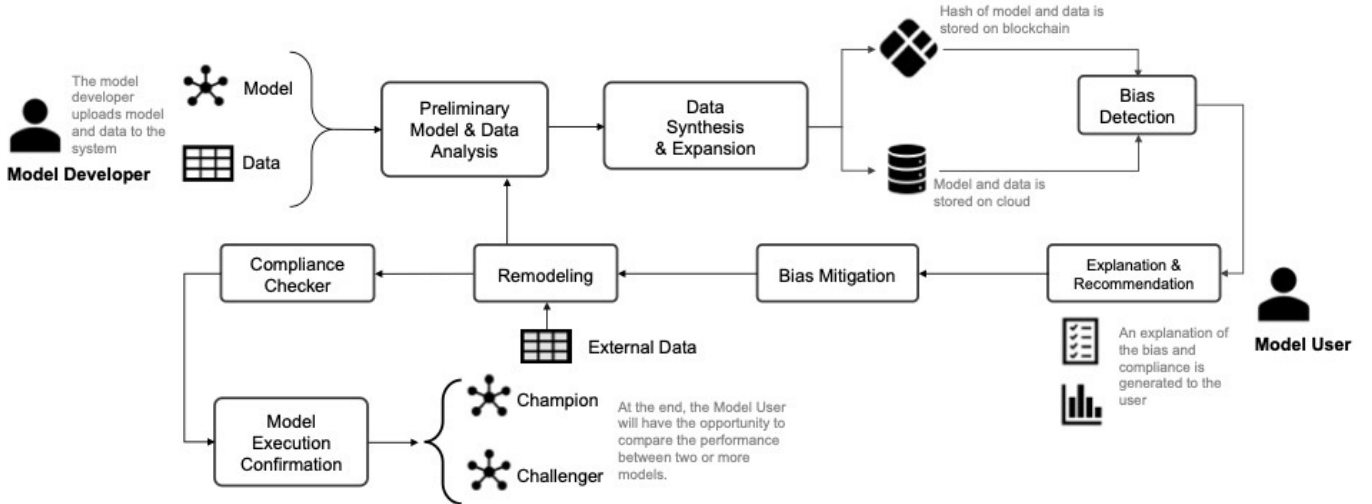 Hash of model and data is
stored on blockchain
The model
developer
uploads model
and data to the
system
Model Developer
Model
Data
Preliminary
Model & Data
Analysis
Data
Synthesis
& Expansion
Bias
Detection
Model and data is
stored on cloud
Compliance
Checker
Remodeling
Bias Mitigation
Explanation &
Recommendation
External Data
An explanation of
the bias and
compliance is
generated to the
user
Model User
Model
Execution
Confirmation
Champion
Challenger
At the end, the Model User
will have the opportunity to
compare the performance
between two or more
models.